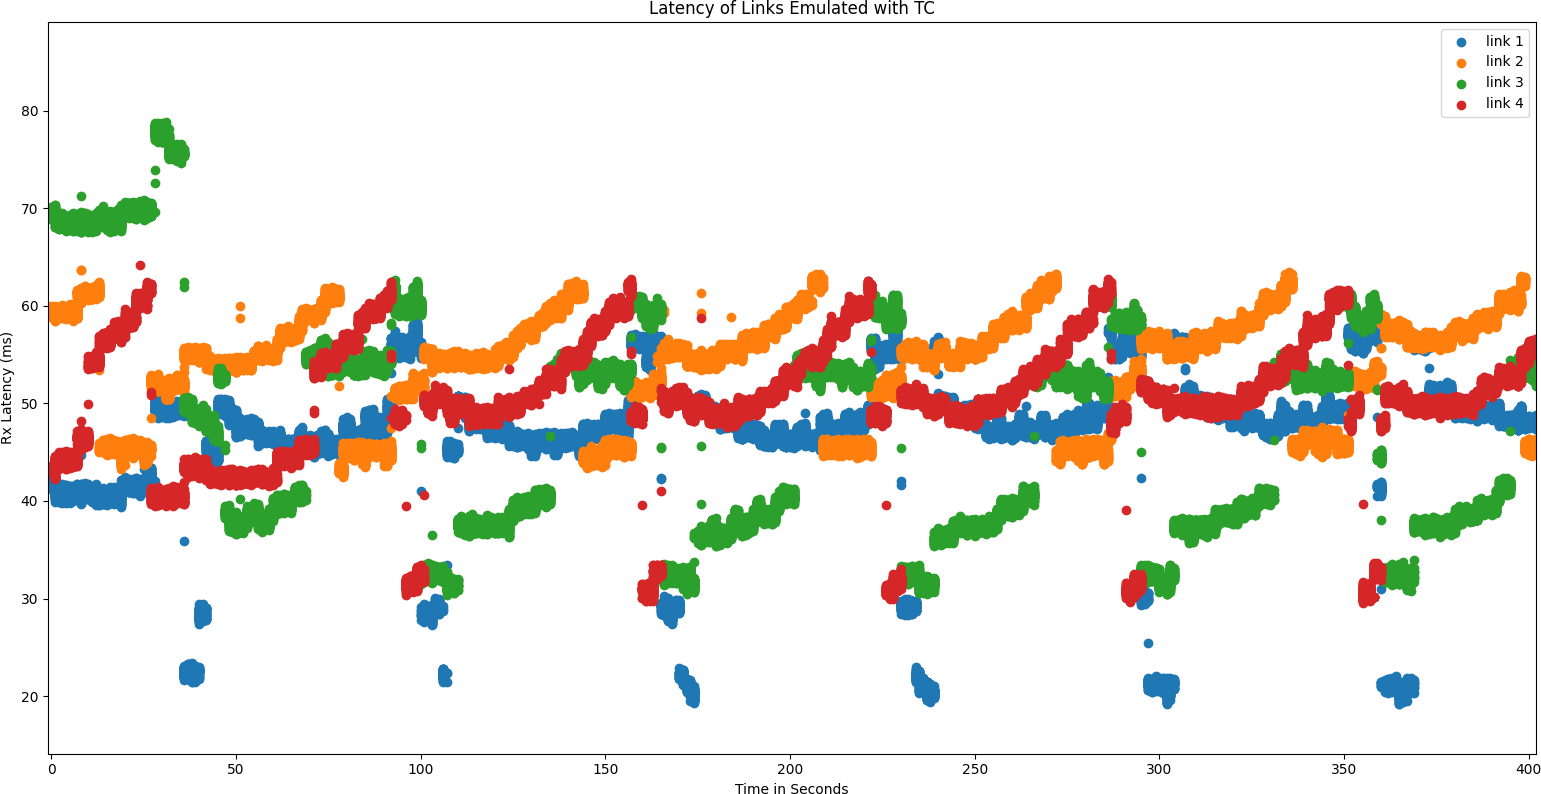 Latency of Links Emulated with TC
link 1
link 2
link 3
link 4
80
70
60
50
40
30
20
Rx Latency (ms)
0 50 100 150 200 250 300 350 400
Time in Seconds